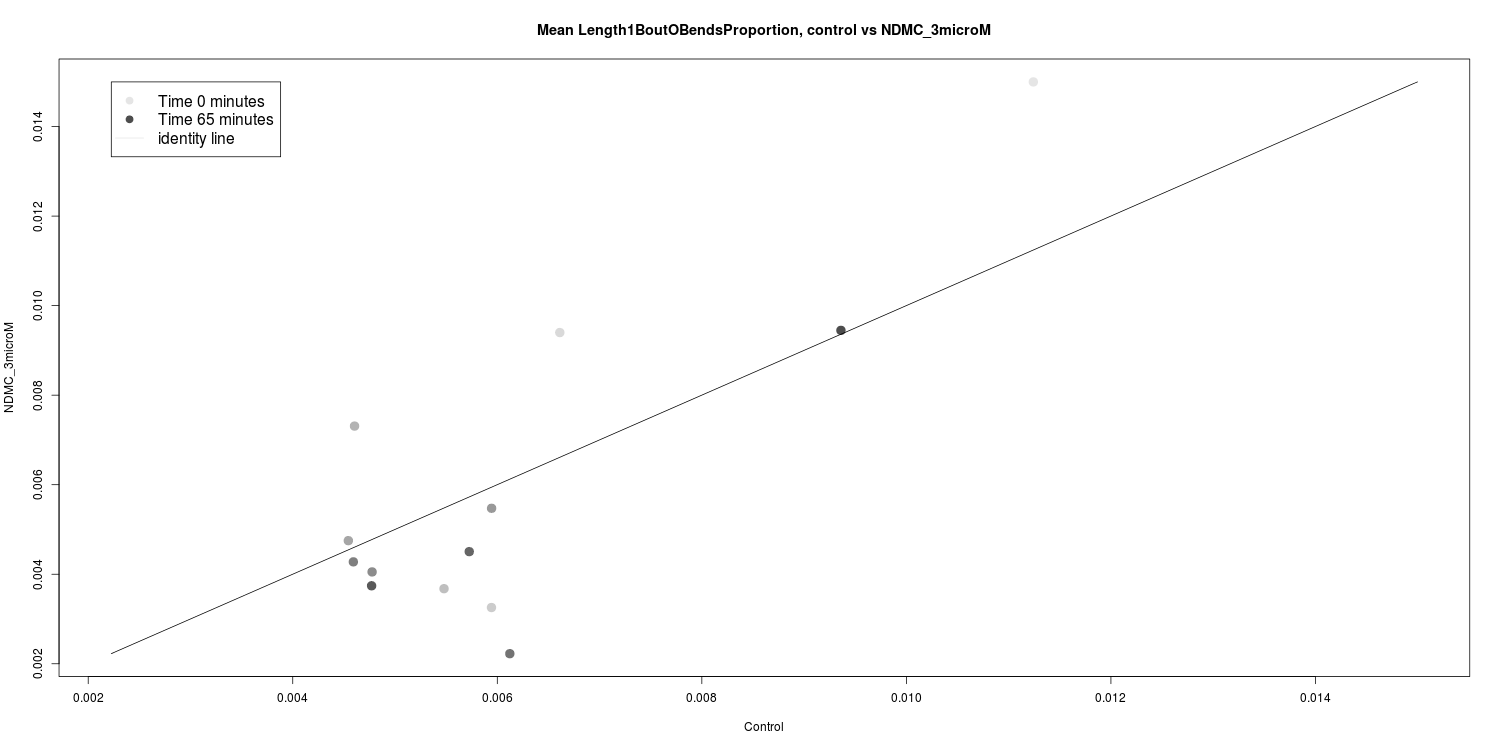 Mean Length1BoutOBendsProportion, control vs NDMC_3microM
Time 0 minutes
Time 65 minutes
identity line
NDMC_3microM
0.014
0.012
0.010
0.008
0.006
0.004
0.002
0.002 0.004 0.006 0.008 0.010 0.012 0.014
Control